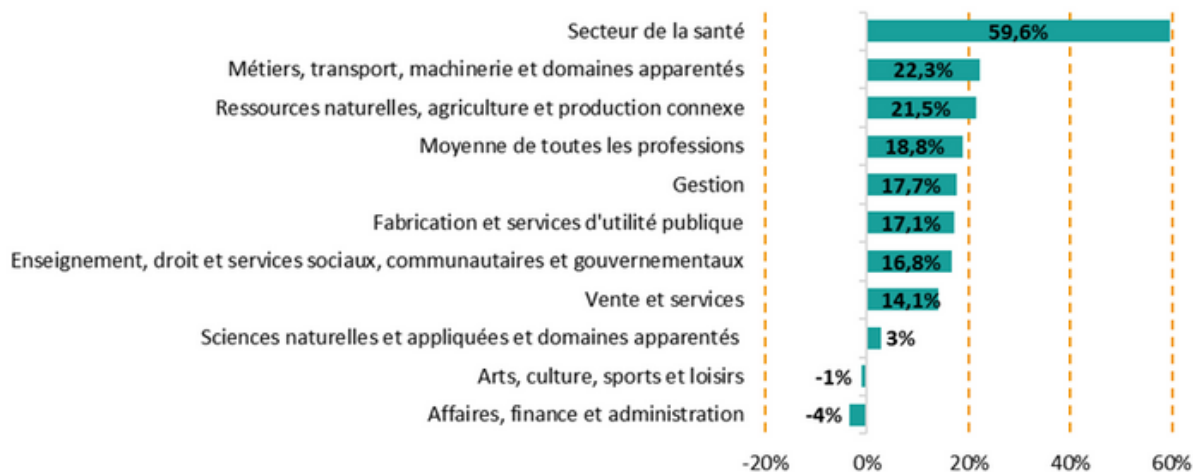 Secteur de la santé 59,6%
Métiers, transport, machinerie et domaines apparentés 22,3%
Ressources naturelles, agriculture et production connexe 21,5%
Moyenne de toutes les professions 18,8%
Gestion 17,7%
Fabrication et services d'utilité publique 17,1%
Enseignement, droit et services sociaux, communautaires et gouvernementaux 16,8%
Vente et services 14,1%
Sciences naturelles et appliquées et domaines apparentés 3%
Arts, culture, sports et loisirs -1%
Affaires, finance et administration -4%
-20% 0% 20% 40% 60%